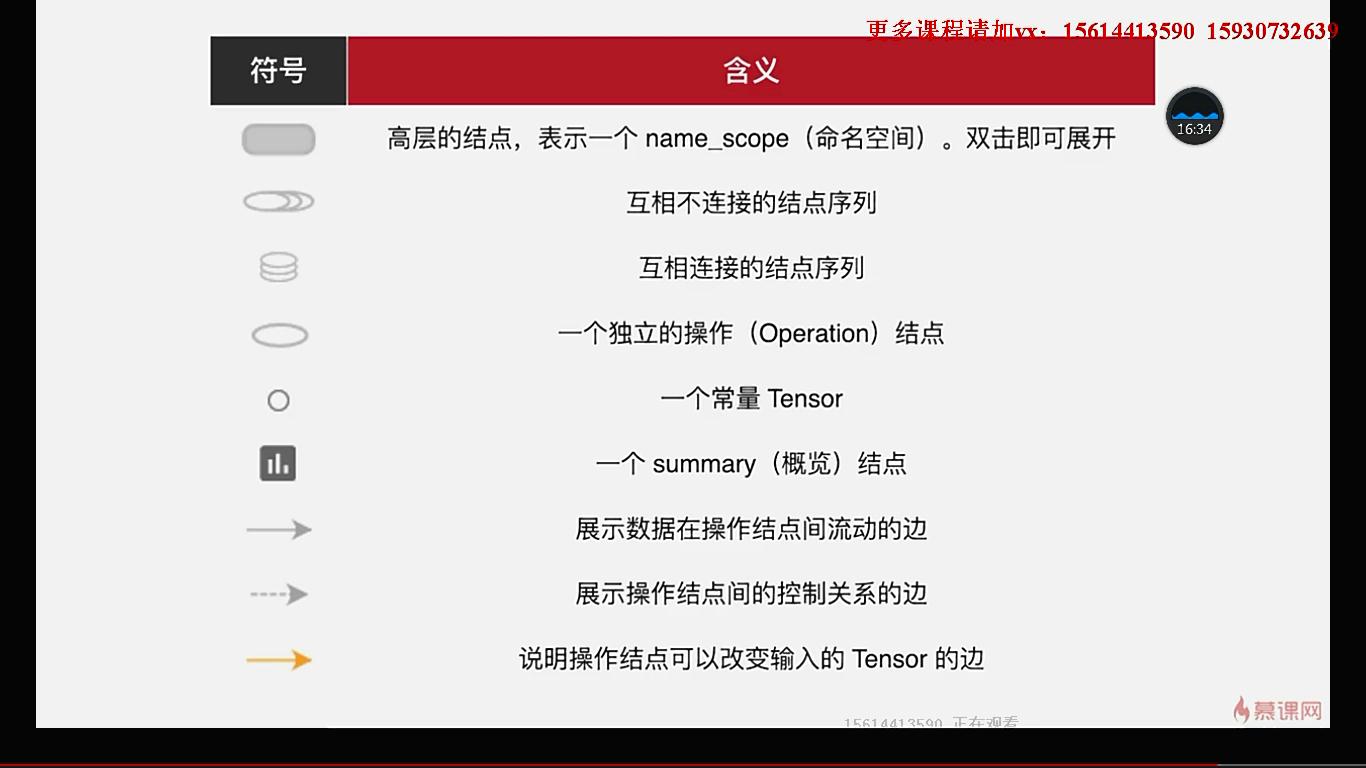 更多课程请加vx：15614413590 15930732639
符号 含义
16:34
高层的结点，表示一个 name_scope（命名空间）。双击即可展开
互相不连接的结点序列
互相连接的结点序列
一个独立的操作（Operation）结点
一个常量 Tensor
一个 summary（概览）结点
展示数据在操作结点间流动的边
展示操作结点间的控制关系的边
说明操作结点可以改变输入的 Tensor 的边
慕课网
15614413590 正在观看